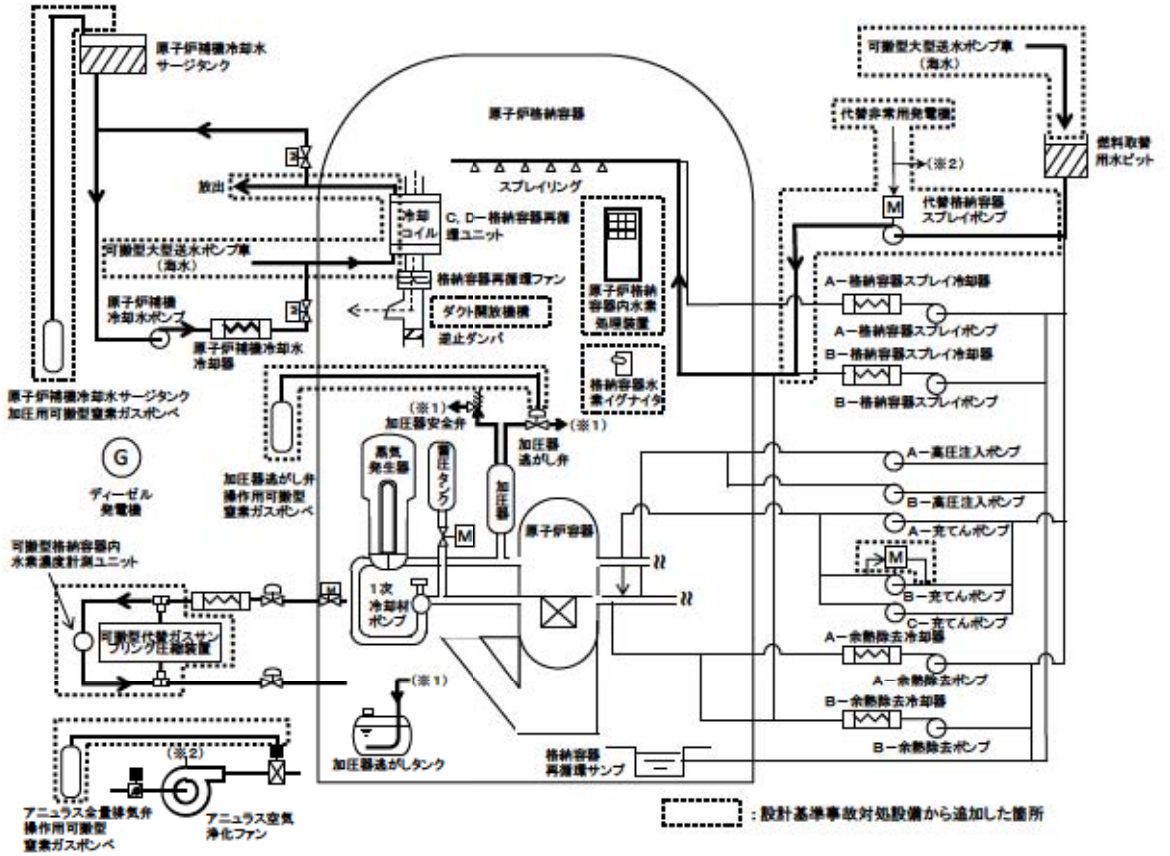 原子炉補機冷却水
サージタンク
可搬型大型送水ポンプ車
(海水)
原子炉格納容器
代替非常用発電機
燃料取替
用水ピット
(※2)
スプレイリング
放出
M
M
代替格納容器
スプレイポンプ
冷却
コイル
C, D-格納容器再循
環ユニット
可搬型大型送水ポンプ車
(海水)
格納容器再循環ファン
原子炉格納
容器内水素
処理装置
A-格納容器スプレイ冷却器
原子炉補機
冷却水ポンプ
M
ダクト開放機構
A-格納容器スプレイポンプ
逆止ダンパ
B-格納容器スプレイ冷却器
原子炉補機冷却水
冷却器
格納容器水
素イグナイタ
B-格納容器スプレイポンプ
原子炉補機冷却水サージタンク
加圧用可搬型窒素ガスボンベ
(※1)
加圧器安全弁
(※1)
加圧器
逃がし弁
G
ディーゼル
発電機
加圧器逃がし弁
操作用可搬型
窒素ガスボンベ
蒸気
発生器
蓄圧タンク
加圧器
原子炉容器
A-高圧注入ポンプ
B-高圧注入ポンプ
A-充てんポンプ
M
M
B-充てんポンプ
C-充てんポンプ
可搬型格納容器内
水素濃度計測ユニット
M
1次
冷却材
ポンプ
可搬型代替ガスサン
プリング圧縮装置
A-余熱除去冷却器
A-余熱除去ポンプ
B-余熱除去冷却器
B-余熱除去ポンプ
(※1)
加圧器逃がしタンク
格納容器
再循環サンプ
(※2)
アニュラス全量排気弁
操作用可搬型
窒素ガスボンベ
アニュラス空気
浄化ファン
:設計基準事故対処設備から追加した箇所